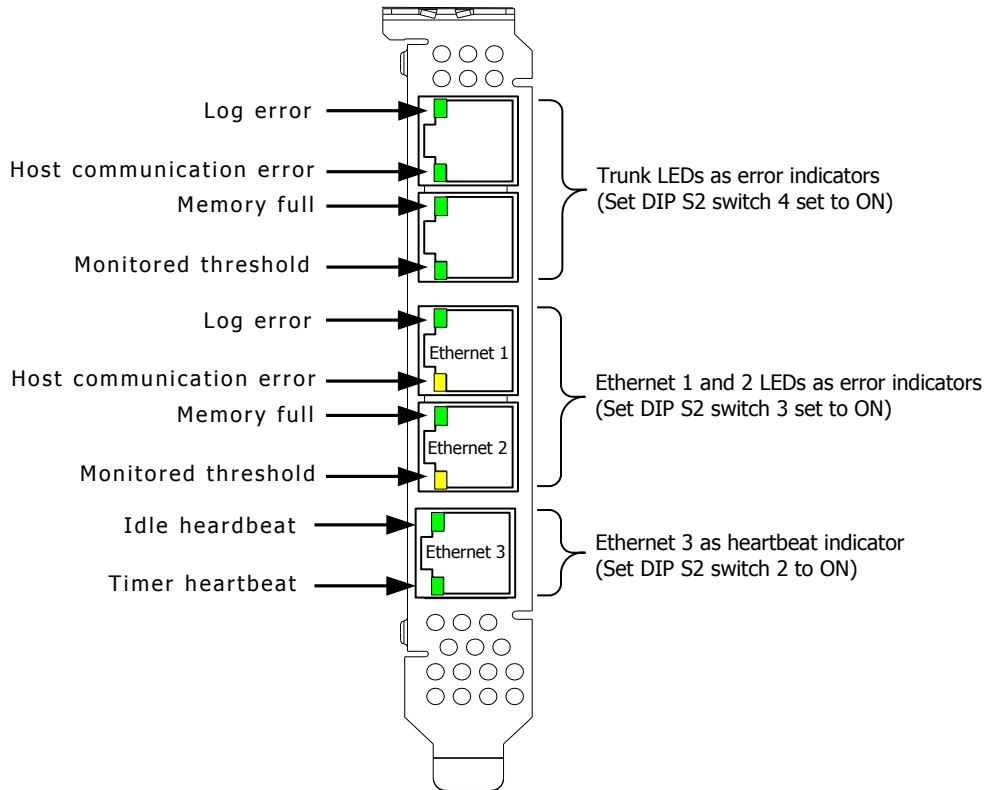 Log error
Host communication error
Memory full
Monitored threshold
Trunk LEDs as error indicators
(Set DIP S2 switch 4 set to ON)
Log error
Host communication error
Memory full
Monitored threshold
Ethernet 1
Ethernet 2
Ethernet 1 and 2 LEDs as error indicators
(Set DIP S2 switch 3 set to ON)
Idle heardbeat
Timer heartbeat
Ethernet 3
Ethernet 3 as heartbeat indicator
(Set DIP S2 switch 2 to ON)